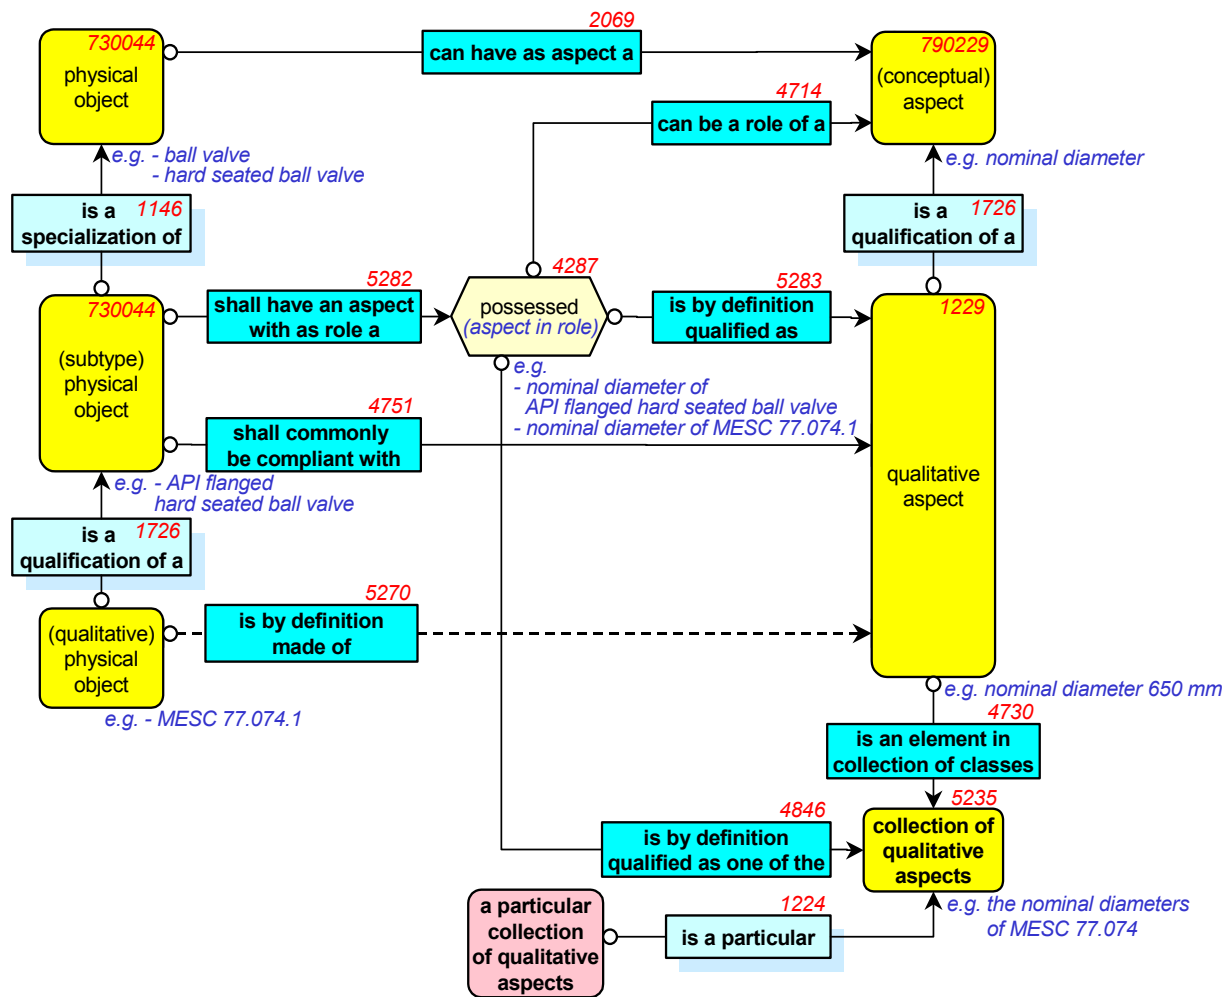 2069
730044
can have as aspect a
790229
physical
object
(conceptual)
aspect
4714
can be a role of a
e.g. - ball valve
- hard seated ball valve
e.g. nominal diameter
is a 1146
specialization of
is a 1726
qualification of a
5282
4287
5283
730044
shall have an aspect
with as role a
possessed
(aspect in role)
is by definition
qualified as
1229
(subtype)
physical
object
e.g.
- nominal diameter of
API flanged hard seated ball valve
- nominal diameter of MESC 77.074.1
4751
shall commonly
be compliant with
qualitative
aspect
e.g. - API flanged
hard seated ball valve
is a 1726
qualification of a
5270
(qualitative)
physical
object
is by definition
made of
e.g. - MESC 77.074.1
e.g. nominal diameter 650 mm
4730
is an element in
collection of classes
5235
4846
is by definition
qualified as one of the
collection of
qualitative
aspects
e.g. the nominal diameters
of MESC 77.074
a particular
collection
of qualitative
aspects
1224
is a particular